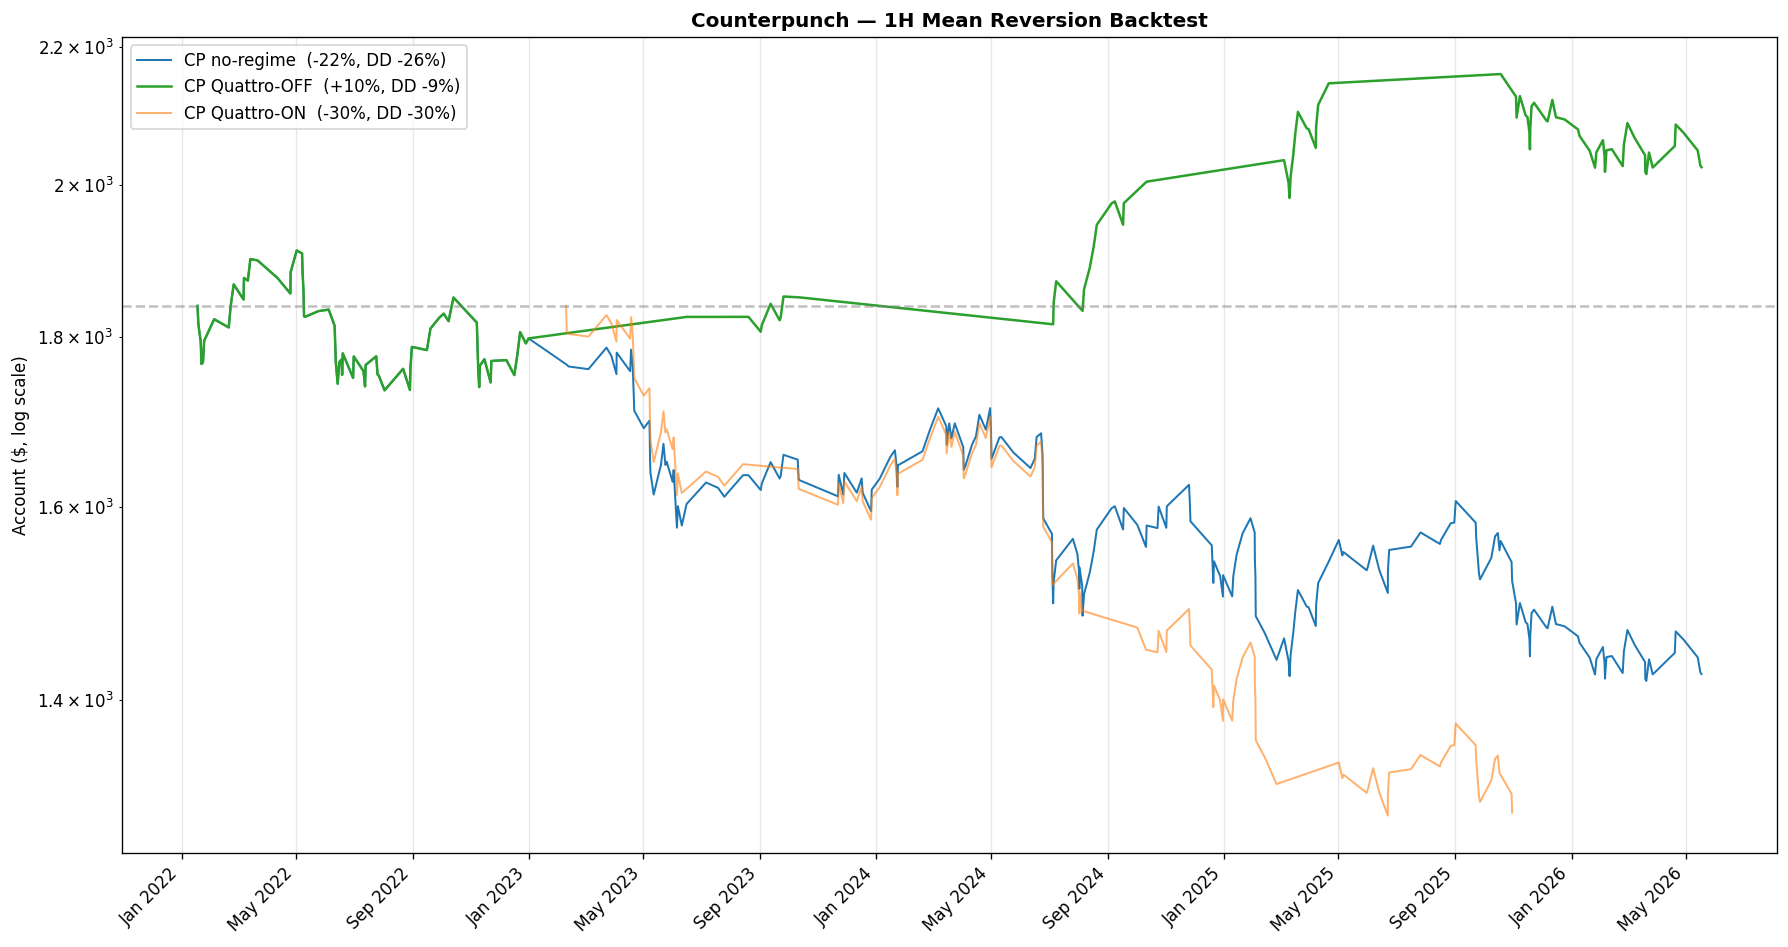 Counterpunch — 1H Mean Reversion Backtest
CP no-regime  (-22%, DD -26%)
CP Quattro-OFF  (+10%, DD -9%)
CP Quattro-ON  (-30%, DD -30%)
Account ($, log scale)
2.2 × 10³
2 × 10³
1.8 × 10³
1.6 × 10³
1.4 × 10³
Jan 2022
May 2022
Sep 2022
Jan 2023
May 2023
Sep 2023
Jan 2024
May 2024
Sep 2024
Jan 2025
May 2025
Sep 2025
Jan 2026
May 2026